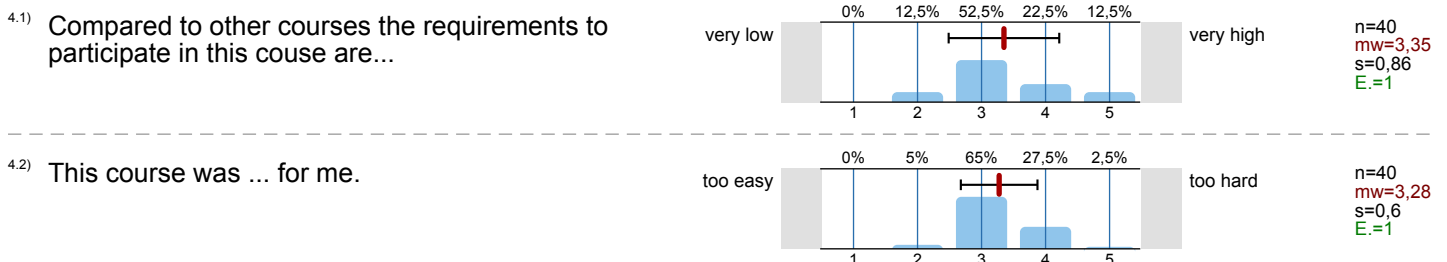 4.1) Compared to other courses the requirements to
participate in this couse are...
0% 12,5% 52,5% 22,5% 12,5%
very low
very high
1 2 3 4 5
n=40
mw=3,35
s=0,86
E.=1
4.2) This course was ... for me.
0% 5% 65% 27,5% 2,5%
too easy
too hard
1 2 3 4 5
n=40
mw=3,28
s=0,6
E.=1